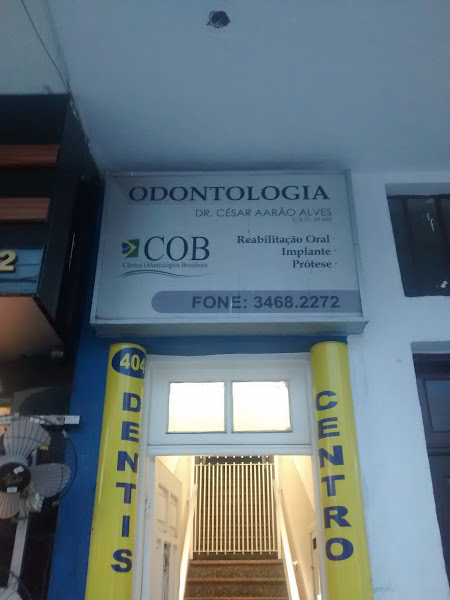 ODONTOLOGIA
DR. CÉSAR AARÃO ALVES
COB
Clínica Odontológica Brasileira
Reabilitação Oral
Implante
Prótese
FONE: 3468.2272
404
DENTIS
CENTRO
2